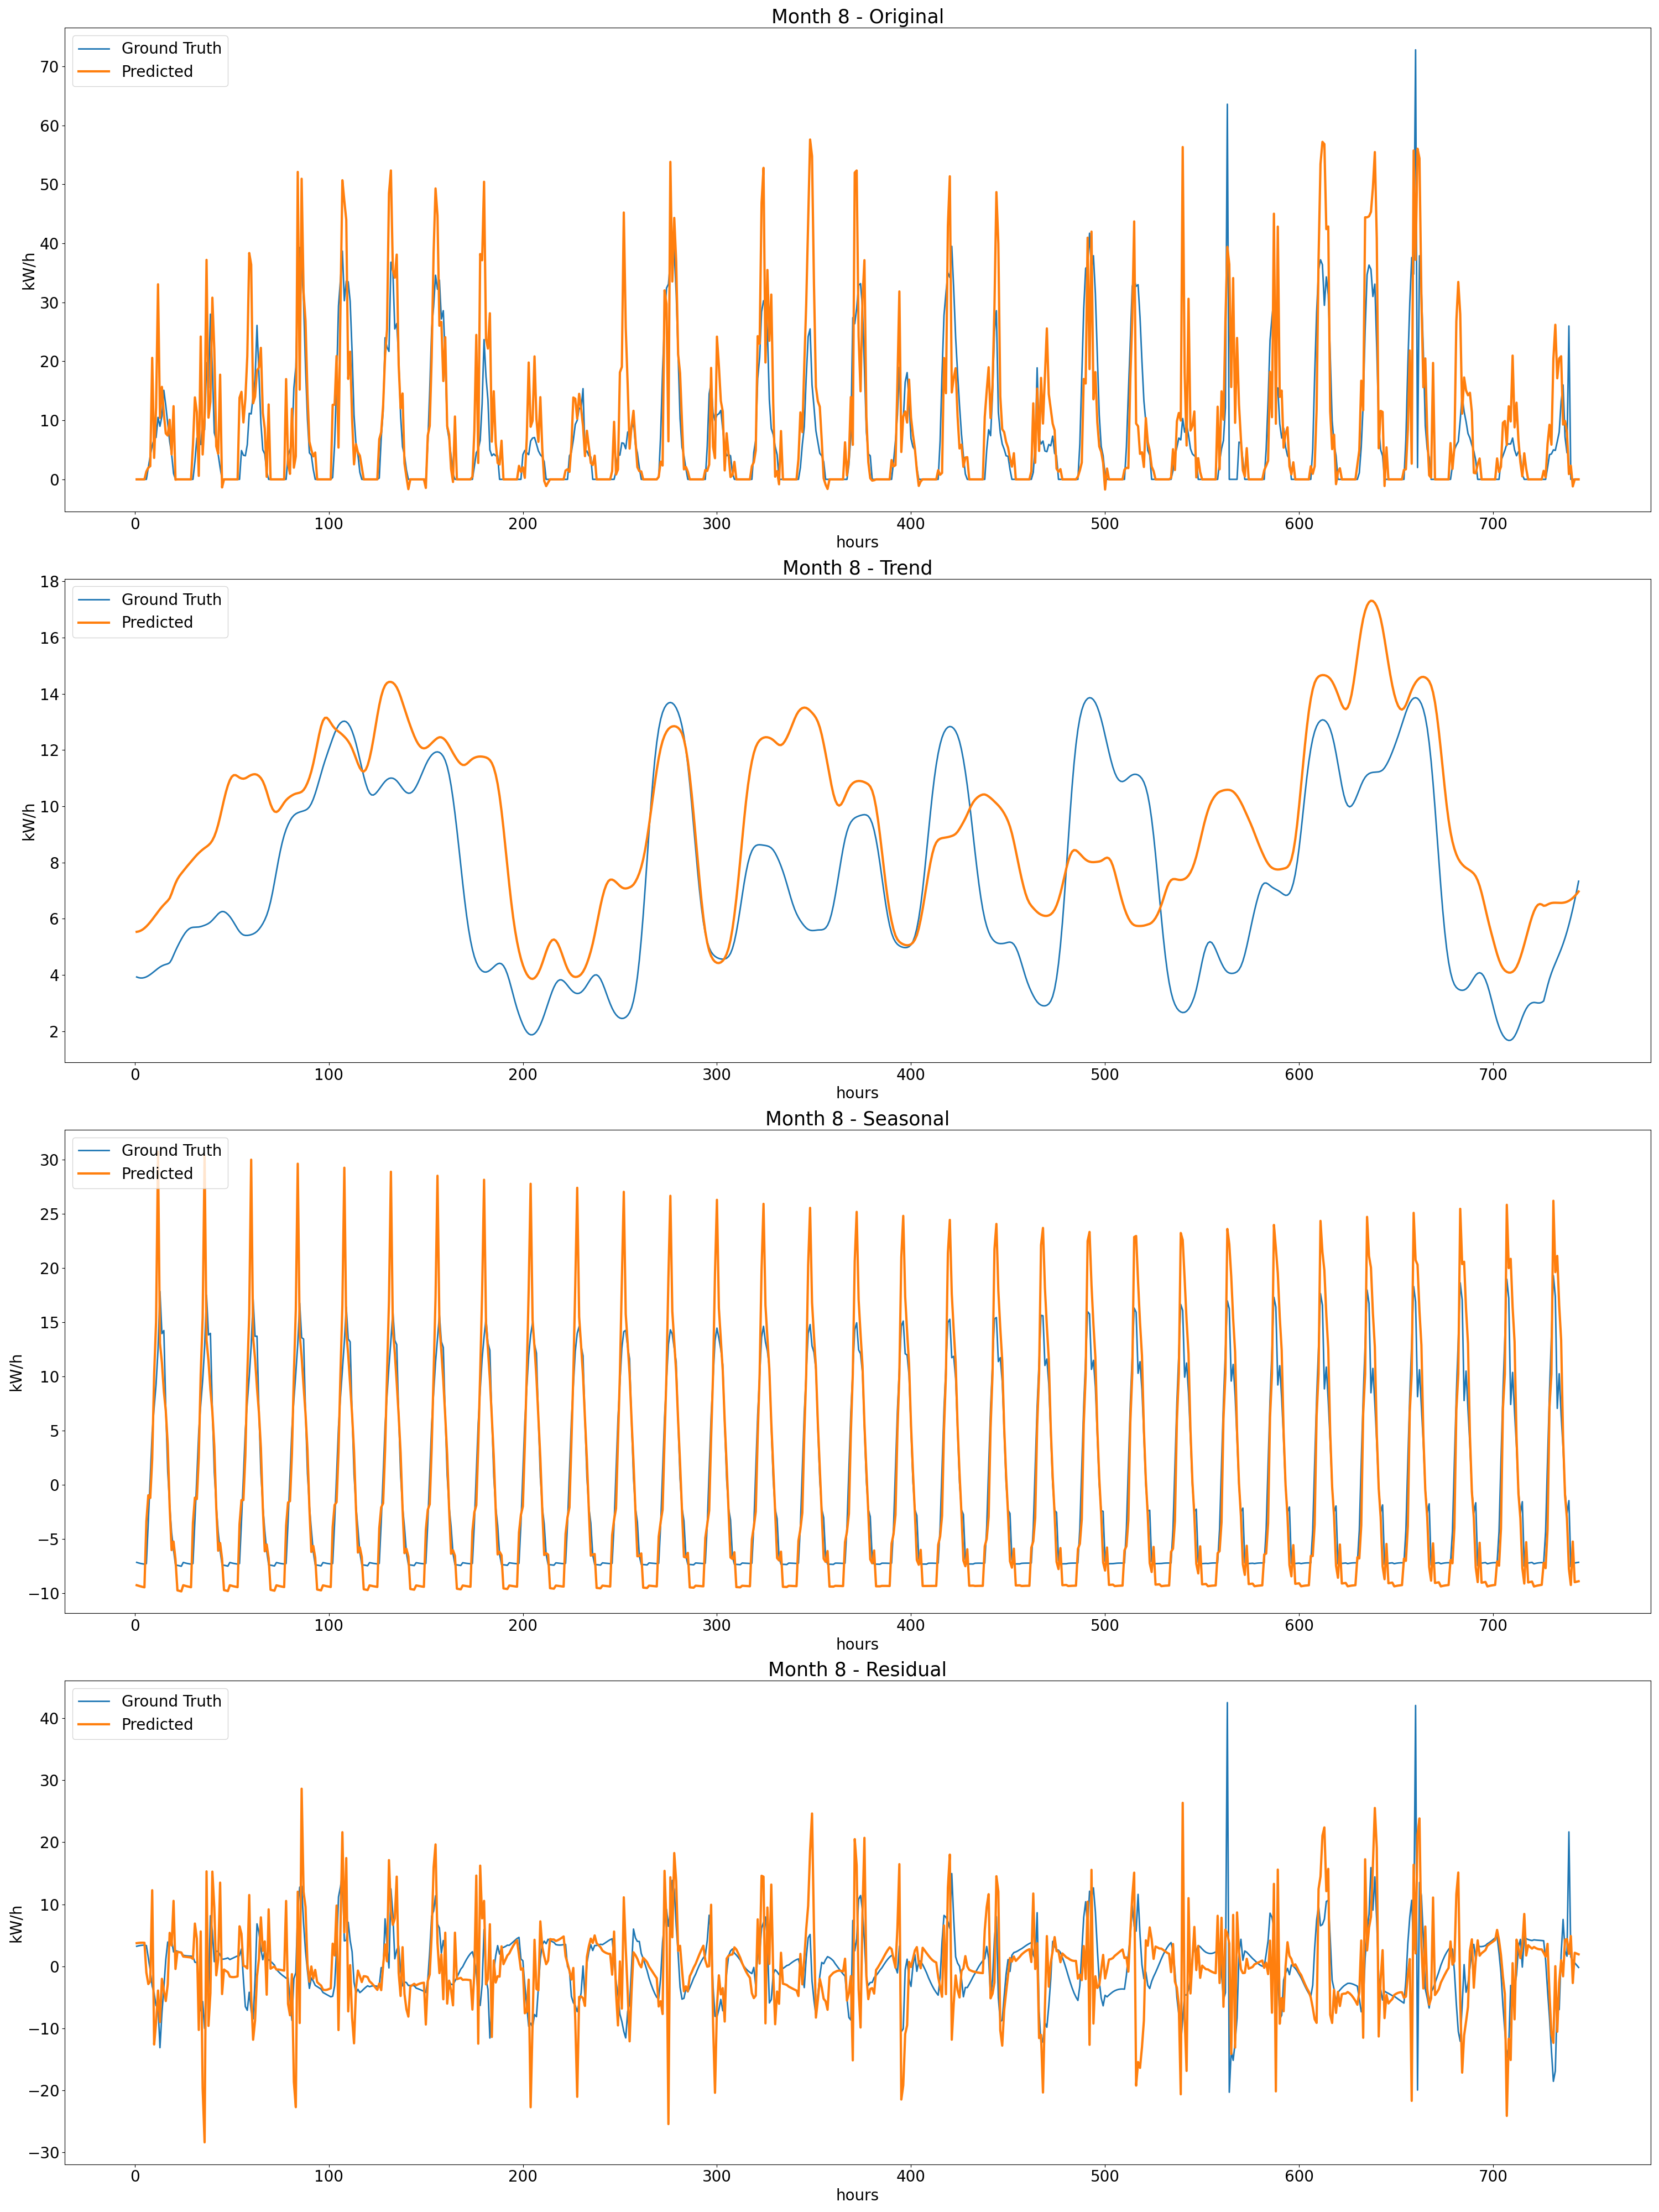 Month 8 - Original
Ground Truth
Predicted
kW/h
70
60
50
40
30
20
10
0
0 100 200 300 400 500 600 700
hours
Month 8 - Trend
Ground Truth
Predicted
kW/h
18
16
14
12
10
8
6
4
2
0 100 200 300 400 500 600 700
hours
Month 8 - Seasonal
Ground Truth
Predicted
kW/h
30
25
20
15
10
5
0
−5
−10
0 100 200 300 400 500 600 700
hours
Month 8 - Residual
Ground Truth
Predicted
kW/h
40
30
20
10
0
−10
−20
−30
0 100 200 300 400 500 600 700
hours